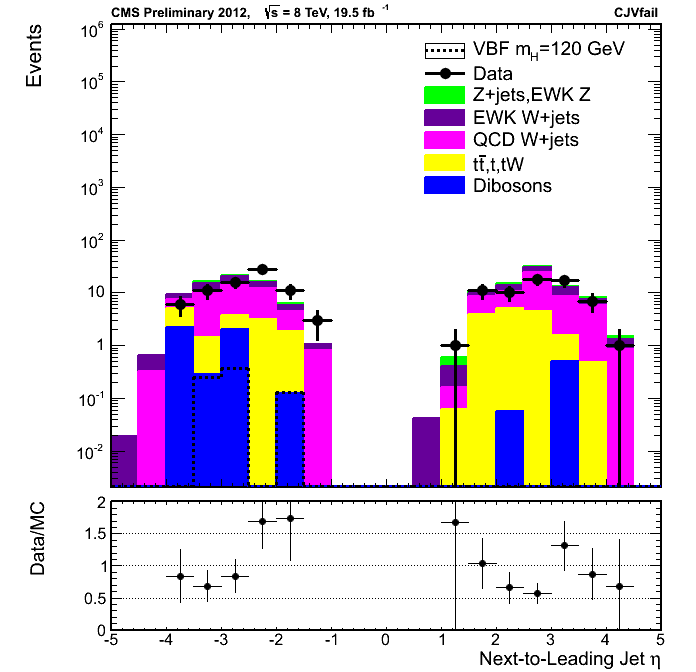 CMS Preliminary 2012, √s = 8 TeV, 19.5 fb⁻¹ CJVfail
Events
10⁶
10⁵
10⁴
10³
10²
10
1
10⁻¹
10⁻²
VBF m_H=120 GeV
Data
Z+jets,EWK Z
EWK W+jets
QCD W+jets
tt̅,t,tW
Dibosons
Data/MC
2
1.5
1
0.5
0
-5 -4 -3 -2 -1 0 1 2 3 4 5
Next-to-Leading Jet η